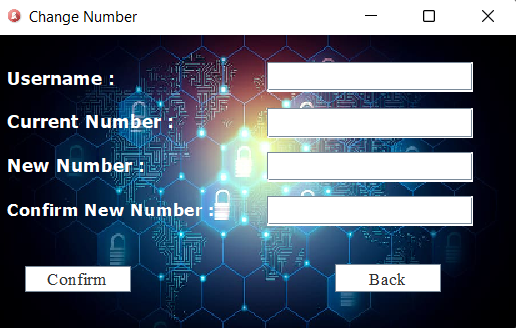 Change Number
Username :
Current Number :
New Number :
Confirm New Number :
Confirm Back